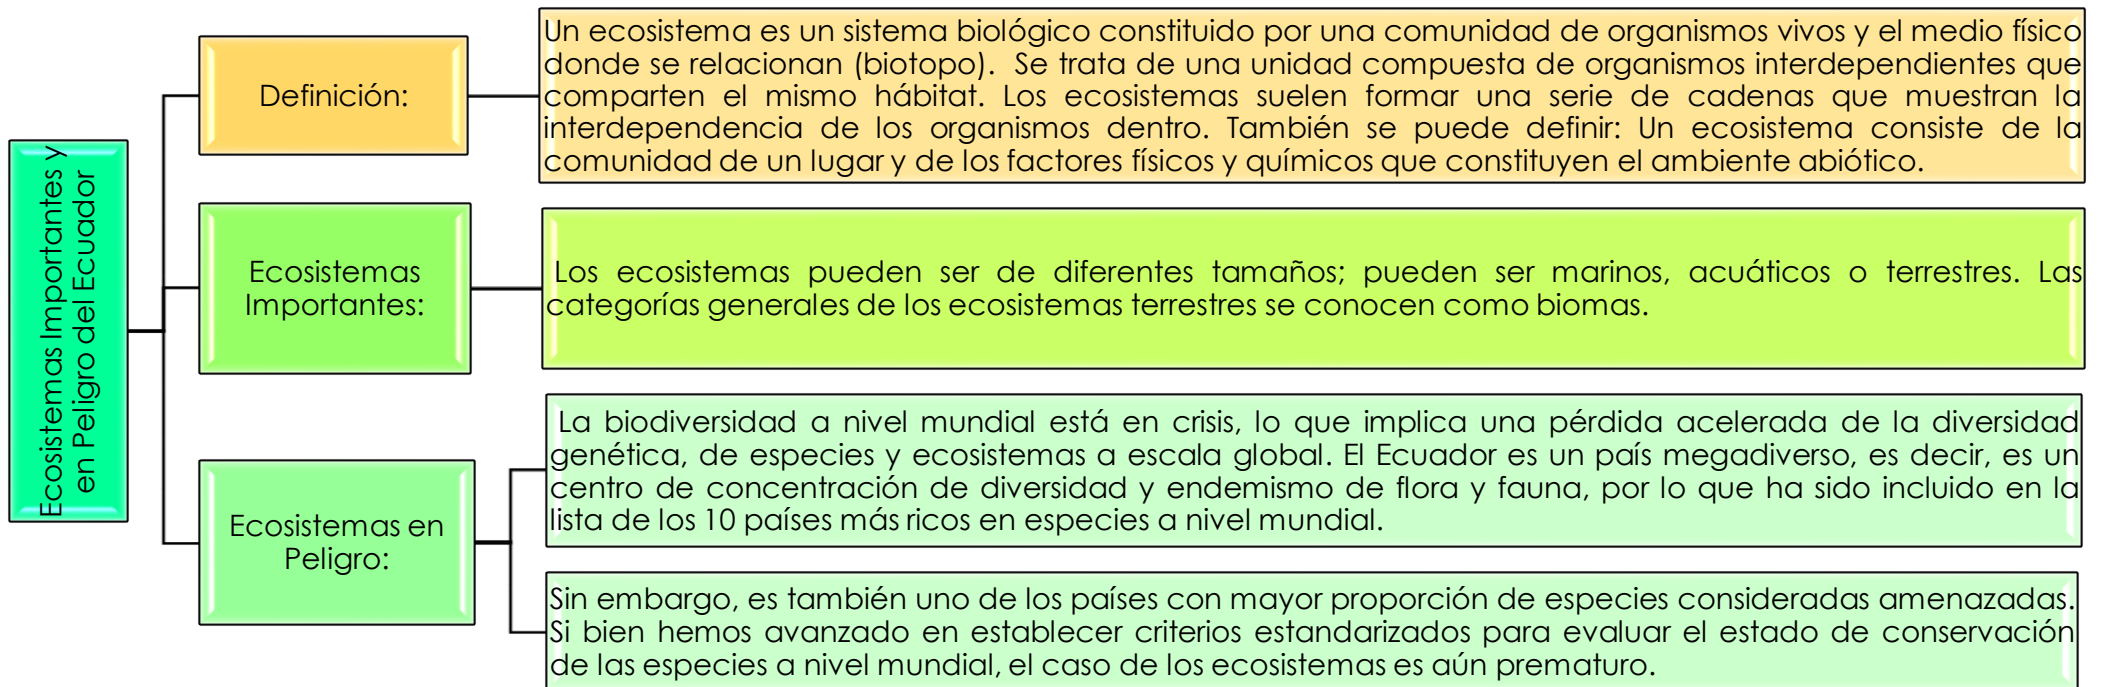 Ecosistemas Importantes y
en Peligro del Ecuador
Definición:
Un ecosistema es un sistema biológico constituido por una comunidad de organismos vivos y el medio físico
donde se relacionan (biotopo). Se trata de una unidad compuesta de organismos interdependientes que
comparten el mismo hábitat. Los ecosistemas suelen formar una serie de cadenas que muestran la
interdependencia de los organismos dentro. También se puede definir: Un ecosistema consiste de la
comunidad de un lugar y de los factores físicos y químicos que constituyen el ambiente abiótico.
Ecosistemas
Importantes:
Los ecosistemas pueden ser de diferentes tamaños; pueden ser marinos, acuáticos o terrestres. Las
categorías generales de los ecosistemas terrestres se conocen como biomas.
Ecosistemas en
Peligro:
La biodiversidad a nivel mundial está en crisis, lo que implica una pérdida acelerada de la diversidad
genética, de especies y ecosistemas a escala global. El Ecuador es un país megadiverso, es decir, es un
centro de concentración de diversidad y endemismo de flora y fauna, por lo que ha sido incluido en la
lista de los 10 países más ricos en especies a nivel mundial.
Sin embargo, es también uno de los países con mayor proporción de especies consideradas amenazadas.
Si bien hemos avanzado en establecer criterios estandarizados para evaluar el estado de conservación
de las especies a nivel mundial, el caso de los ecosistemas es aún prematuro.